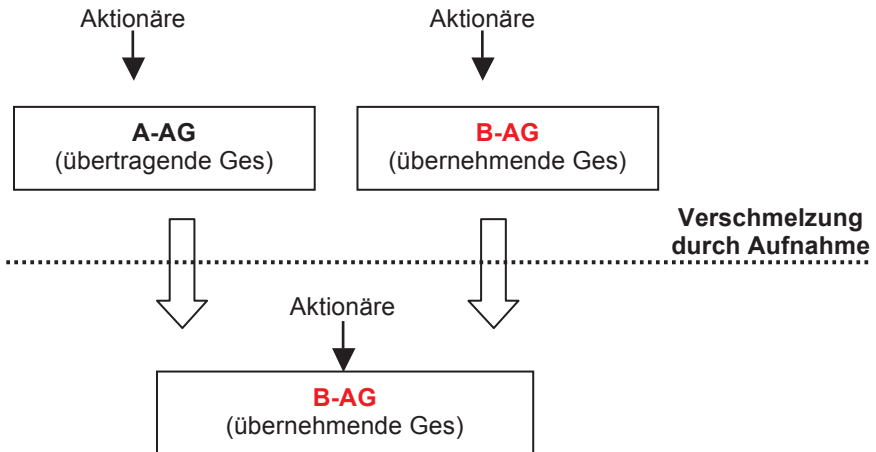 Aktionäre
Aktionäre
A-AG
(übertragende Ges)
B-AG
(übernehmende Ges)
Verschmelzung
durch Aufnahme
Aktionäre
B-AG
(übernehmende Ges)